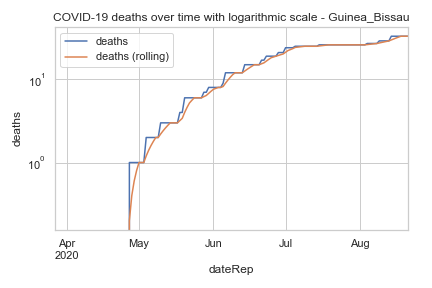 COVID-19 deaths over time with logarithmic scale - Guinea_Bissau
deaths
deaths (rolling)
10¹
10⁰
deaths
Apr
2020
May
Jun
Jul
Aug
dateRep